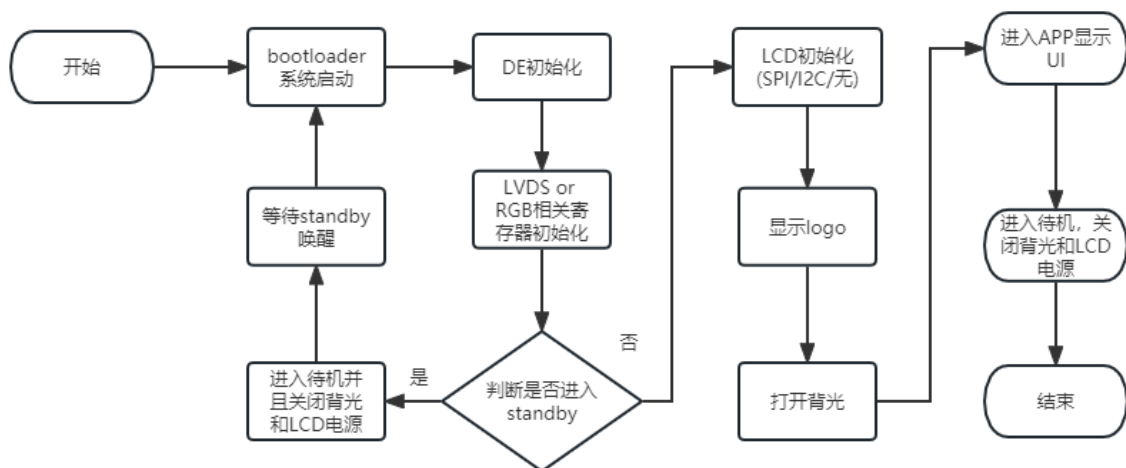 开始
bootloader
系统启动
DE初始化
LVDS or
RGB相关寄
存器初始化
判断是否进入
standby
是
进入待机并
且关闭背光
和LCD电源
等待standby
唤醒
否
LCD初始化
(SPI/I2C/无)
显示logo
打开背光
进入APP显示
UI
进入待机，关
闭背光和LCD
电源
结束